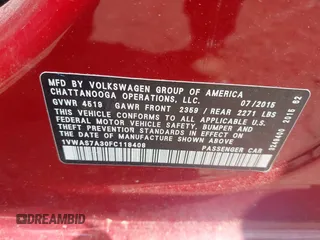 MFD BY VOLKSWAGEN GROUP OF AMERICA
CHATTANOOGA OPERATIONS, LLC. 07/2015
GVWR 4519 GAWR FRONT 2359 REAR 2271 LBS
THIS VEHICLE CONFORMS TO ALL APPLICABLE
FEDERAL MOTOR VEHICLE SAFETY, BUMPER AND
THEFT PREVENTION STANDARDS IN EFFECT ON
THE DATE OF MANUFACTURE SHOWN ABOVE
1VWAS7A30FC118408
PASSENGER CAR
2015 02
DREAMBID